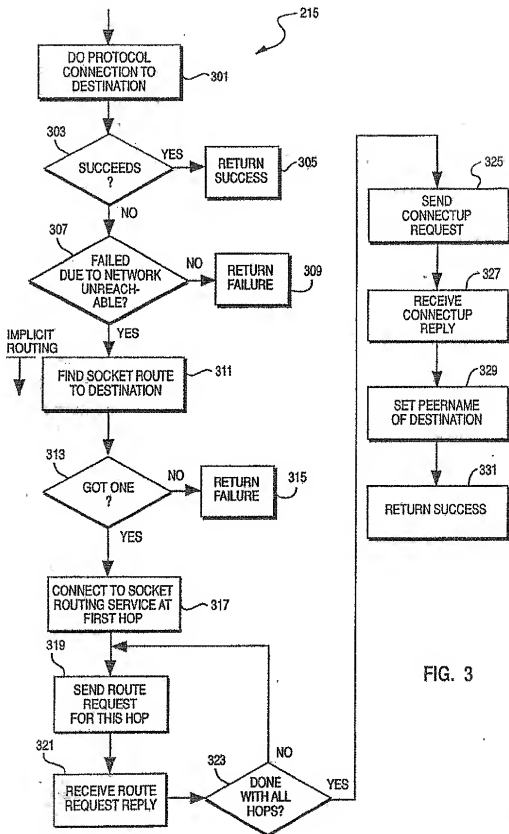 215
DO PROTOCOL
CONNECTION TO
DESTINATION
301
303
SUCCEEDS
?
YES
RETURN
SUCCESS
305
NO
307
FAILED
DUE TO NETWORK
UNREACH-
ABLE?
NO
RETURN
FAILURE
309
YES
IMPLICIT
ROUTING
FIND SOCKET ROUTE
TO DESTINATION
311
313
GOT ONE
?
NO
RETURN
FAILURE
315
YES
CONNECT TO SOCKET
ROUTING SERVICE AT
FIRST HOP
317
319
SEND ROUTE
REQUEST
FOR THIS HOP
321
RECEIVE ROUTE
REQUEST REPLY
323
DONE
WITH ALL
HOPS?
NO
YES
325
SEND
CONNECTUP
REQUEST
327
RECEIVE
CONNECTUP
REPLY
329
SET PEERNAME
OF DESTINATION
331
RETURN SUCCESS
FIG. 3